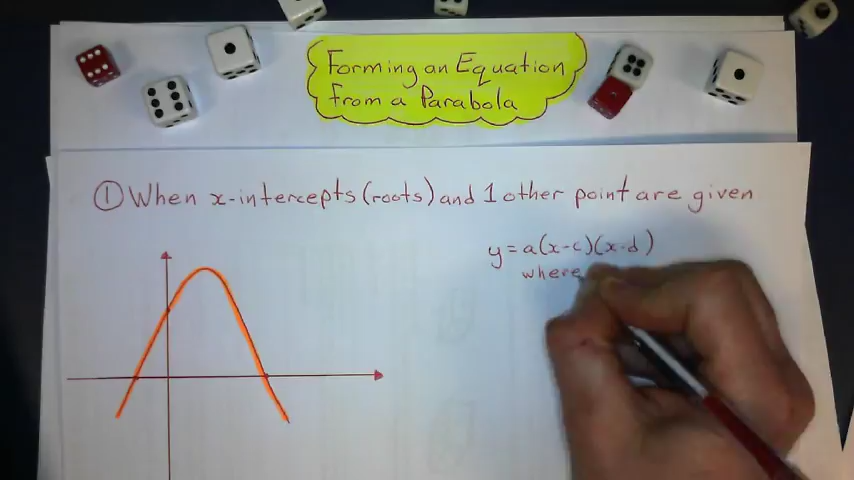 Forming an Equation
from a Parabola
① When x-intercepts (roots) and 1 other point are given
y = a(x-c)(x-d)
where